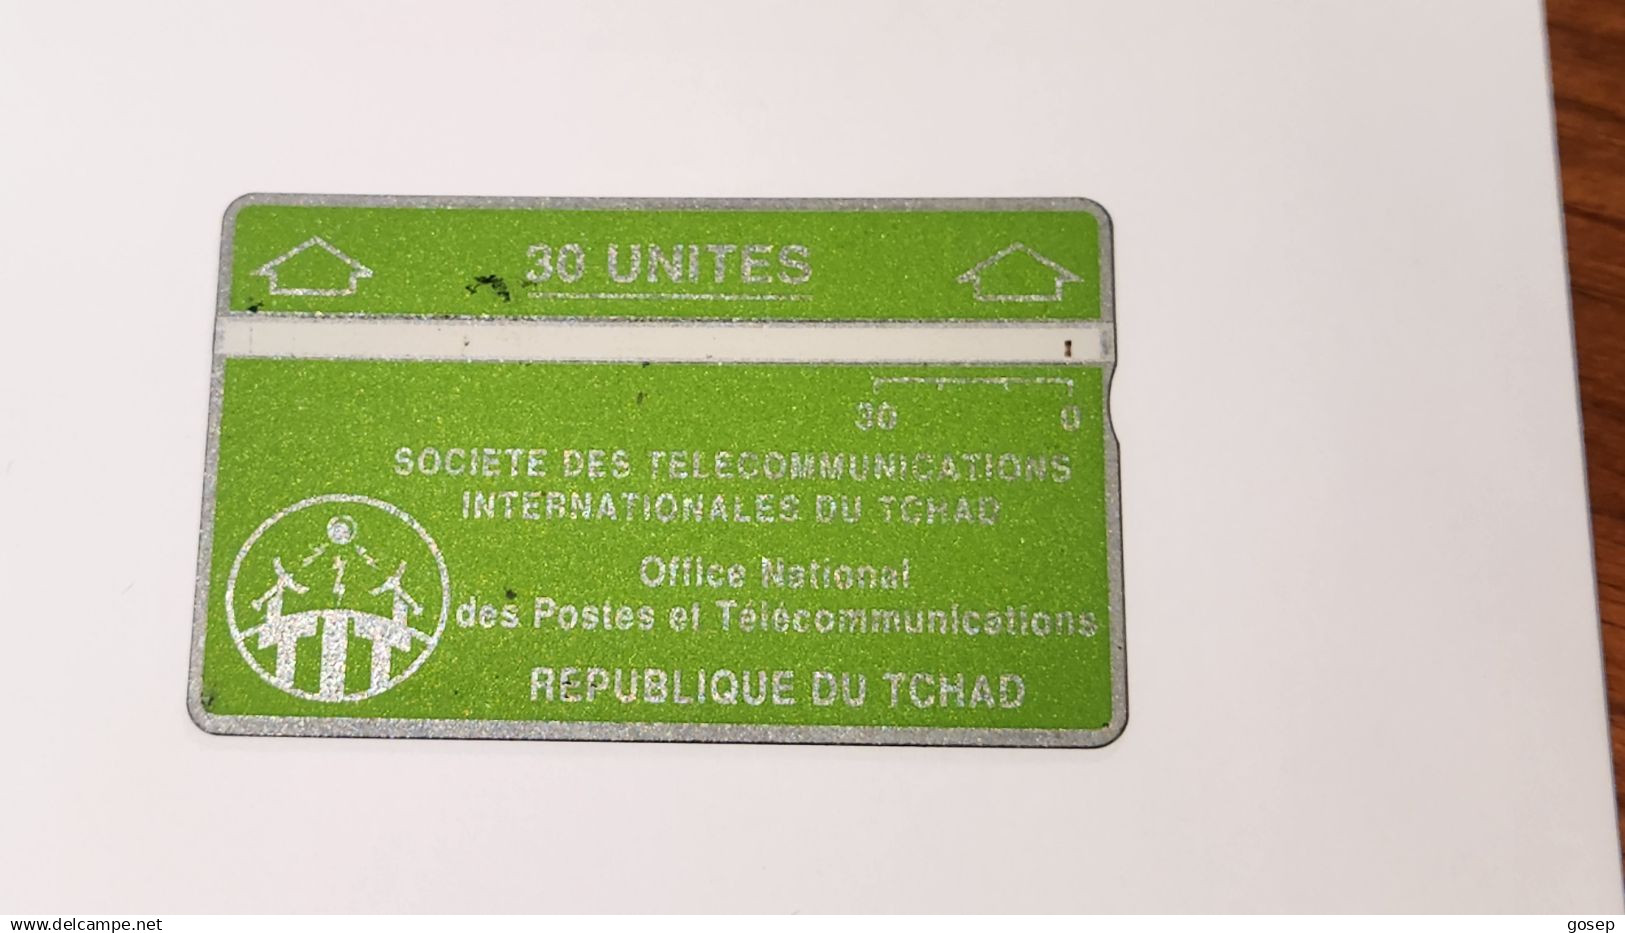 30 UNITES
30 0
SOCIETE DES TELECOMMUNICATIONS
INTERNATIONALES DU TCHAD
Office National
des Postes et Télécommunications
REPUBLIQUE DU TCHAD
www.delcampe.com
gosep